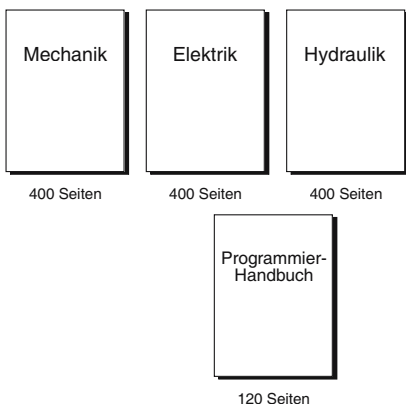 Mechanik
Elektrik
Hydraulik
400 Seiten
400 Seiten
400 Seiten
Programmier-
Handbuch
120 Seiten